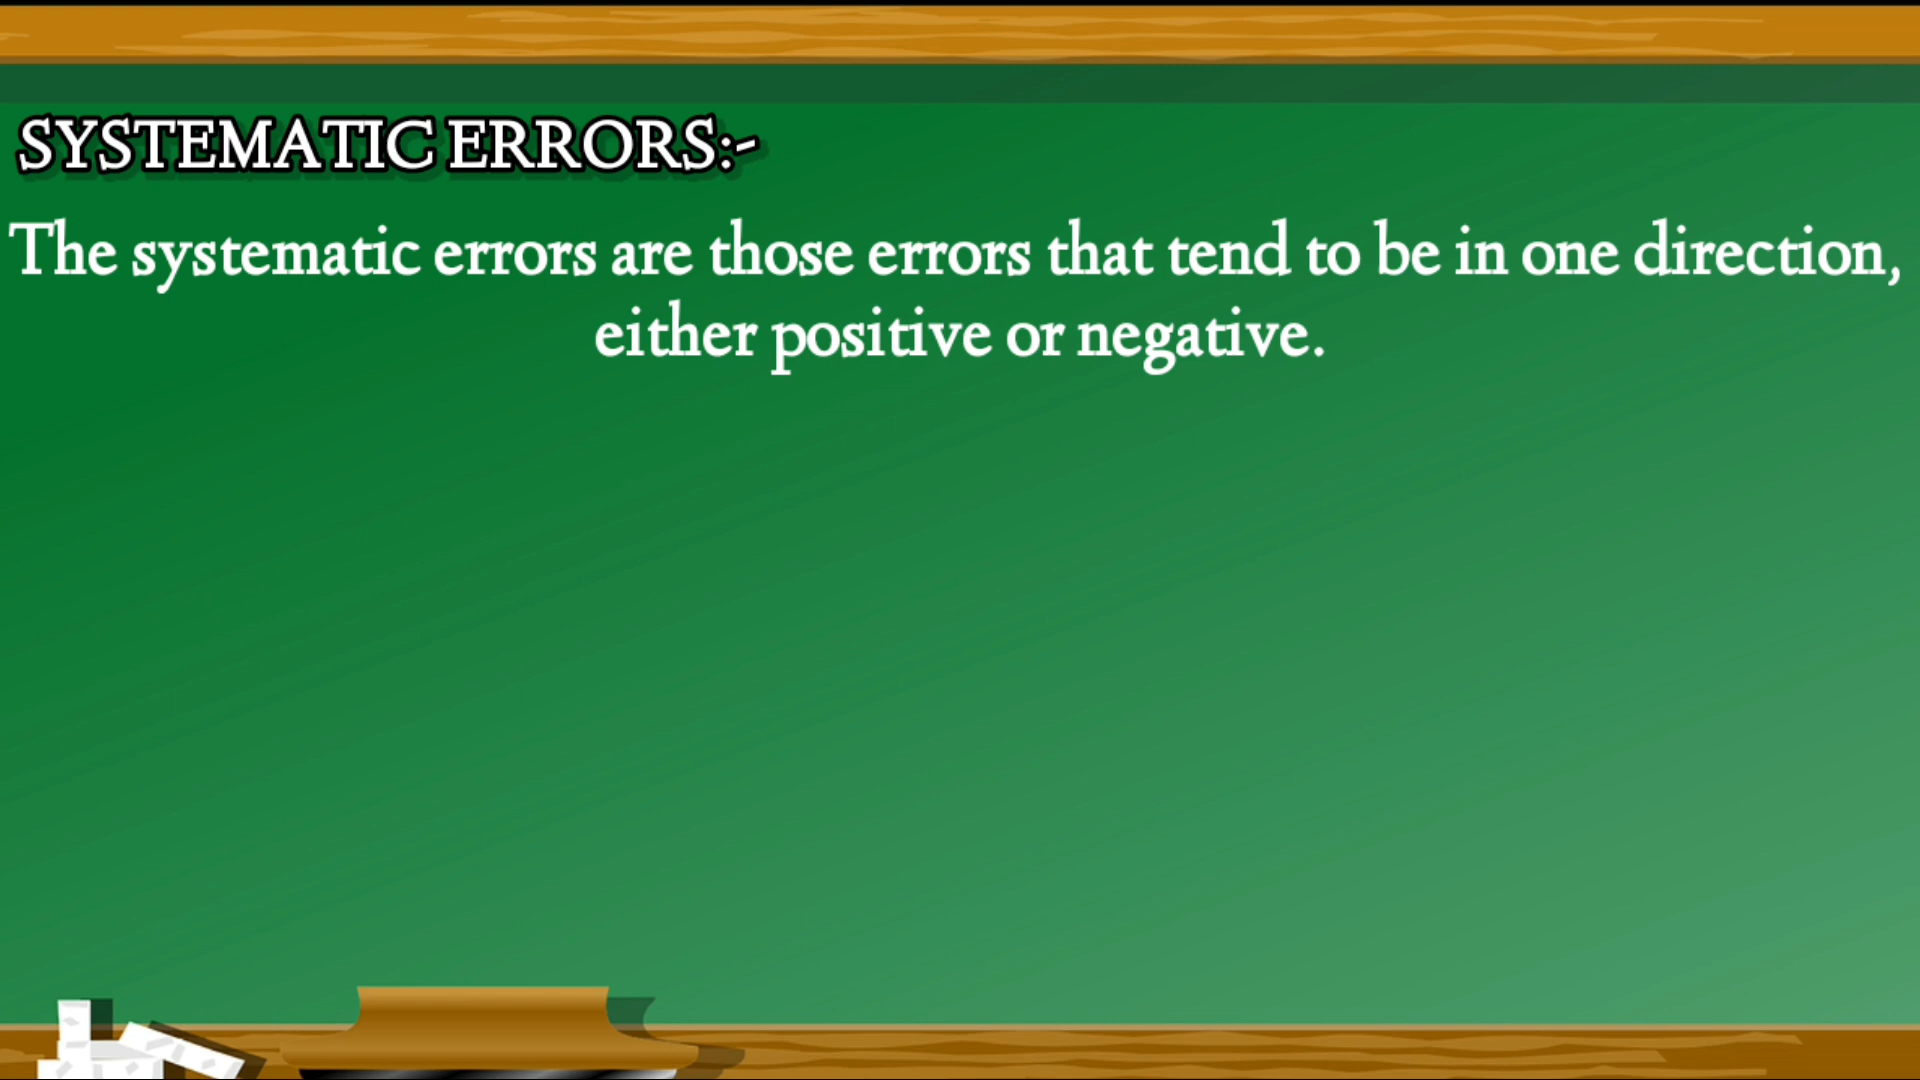 SYSTEMATIC ERRORS:-
The systematic errors are those errors that tend to be in one direction,
either positive or negative.